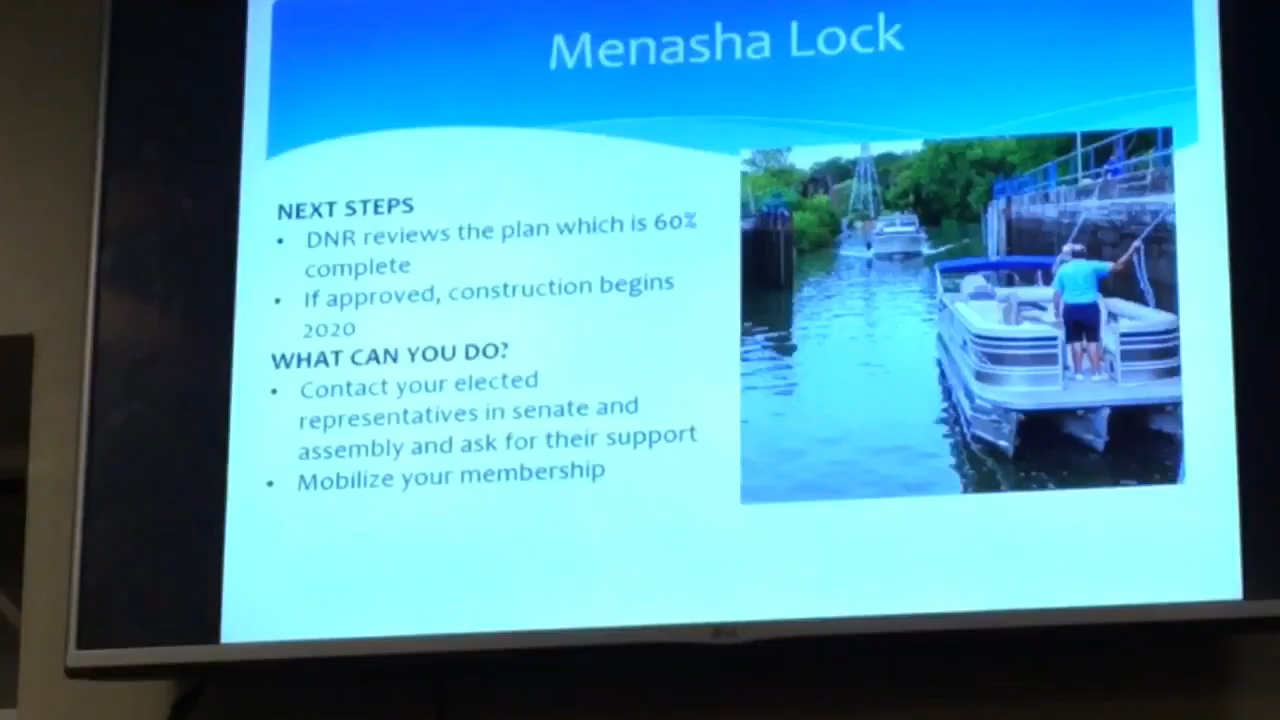 Menasha Lock
NEXT STEPS
• DNR reviews the plan which is 60%
complete
• If approved, construction begins
2020
WHAT CAN YOU DO?
• Contact your elected
representatives in senate and
assembly and ask for their support
• Mobilize your membership